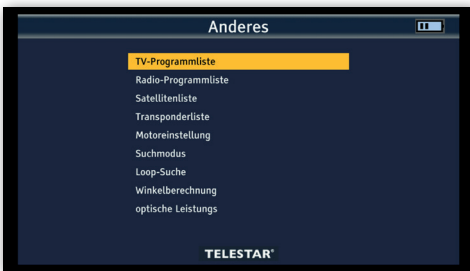 Anderes
TV-Programmliste
Radio-Programmliste
Satellitenliste
Transponderliste
Motoreinstellung
Suchmodus
Loop-Suche
Winkelberechnung
optische Leistungs
TELESTAR®